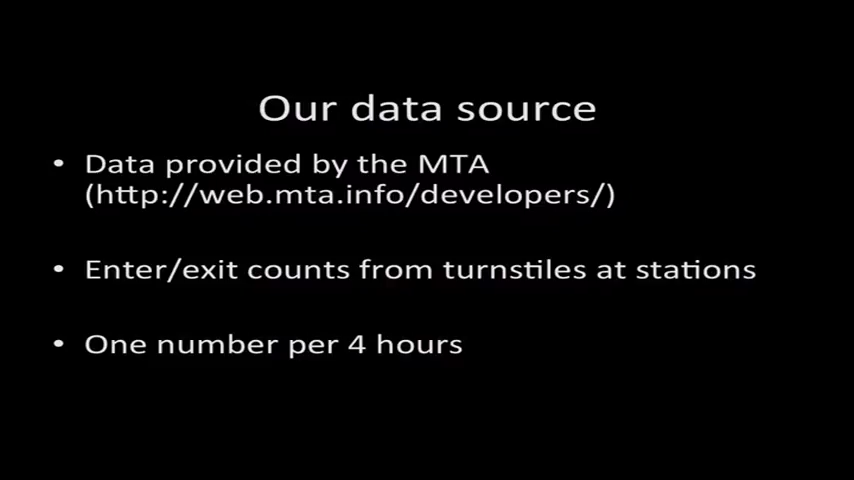 Our data source
• Data provided by the MTA
(http://web.mta.info/developers/)
• Enter/exit counts from turnstiles at stations
• One number per 4 hours